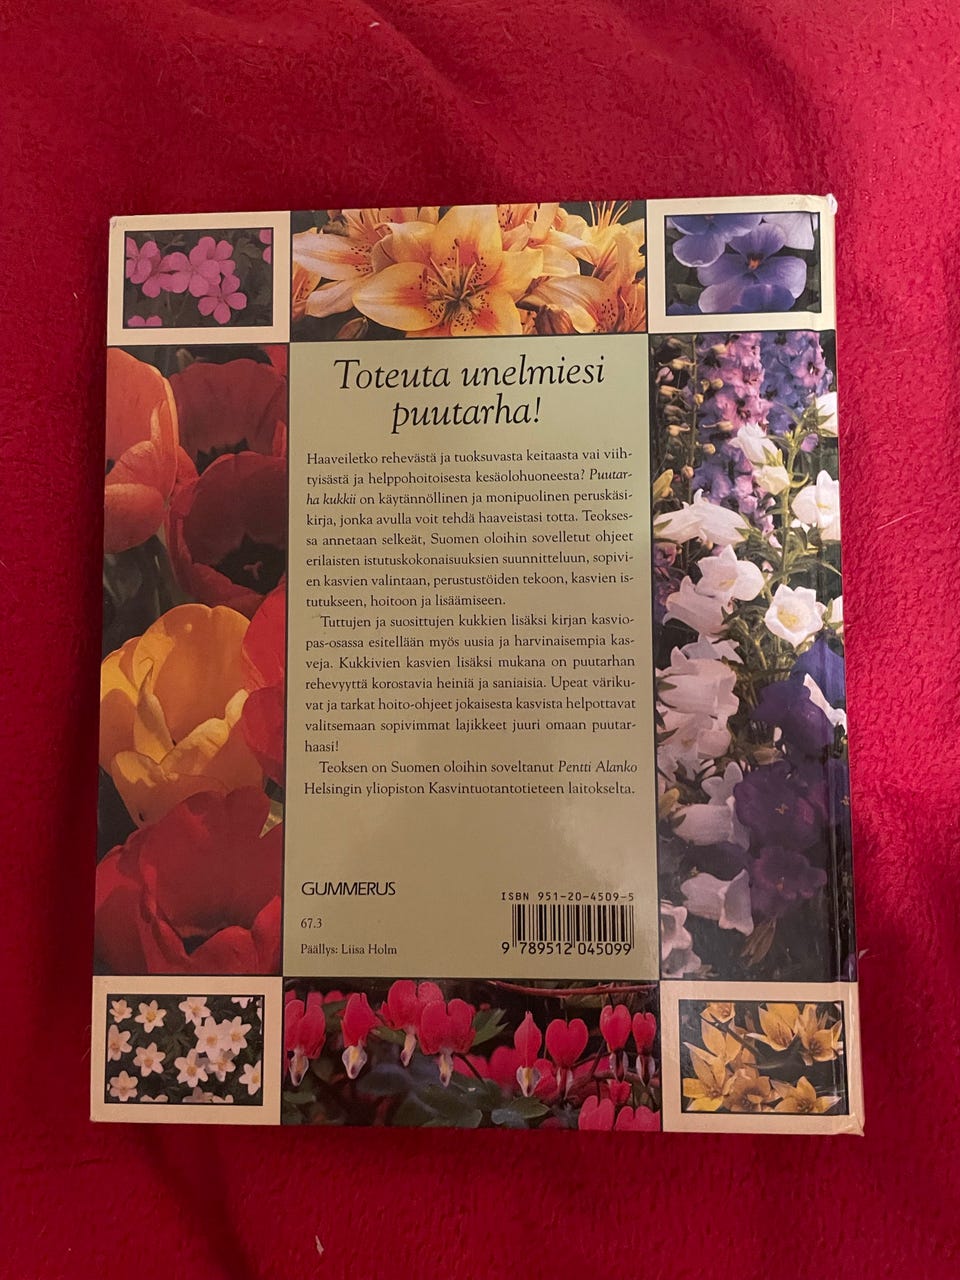 Toteuta unelmiesi
puutarha!
Haaveiletko rehevästä ja tuoksuvasta keitaasta vai viih-
tyisästä ja helppohoitoisesta kesäolohuoneesta? Puutar-
ha kukkii on käytännöllinen ja monipuolinen peruskäsi-
kirja, jonka avulla voit tehdä haaveistasi totta. Teokses-
sa annetaan selkeät, Suomen oloihin sovelletut ohjeet
erilaisten istutuskokonaisuuksien suunnitteluun, sopivi-
en kasvien valintaan, perustustöiden tekoon, kasvien is-
tutukseen, hoitoon ja lisäämiseen.
Tuttujen ja suosittujen kukkien lisäksi kirjan kasvio-
pas-osassa esitellään myös uusia ja harvinaisempia kas-
veja. Kukkivien kasvien lisäksi mukana on puutarhan
rehevyyttä korostavia heiniä ja saniaisia. Upeat väriku-
vat ja tarkat hoito-ohjeet jokaisesta kasvista helpottavat
valitsemaan sopivimmat lajikkeet juuri omaan puutar-
haasi!
Teoksen on Suomen oloihin soveltanut Pentti Alanko
Helsingin yliopiston Kasvintuotantotieteen laitokselta.
GUMMERUS
67.3
Päällys: Liisa Holm
ISBN 951-20-4509-5
9 789512 045099